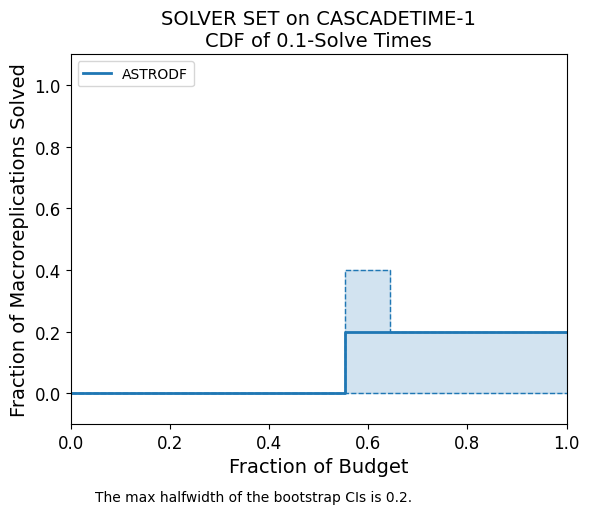 SOLVER SET on CASCADETIME-1
CDF of 0.1-Solve Times
ASTRODF
Fraction of Macroreplications Solved
1.0
0.8
0.6
0.4
0.2
0.0
0.0 0.2 0.4 0.6 0.8 1.0
Fraction of Budget
The max halfwidth of the bootstrap CIs is 0.2.